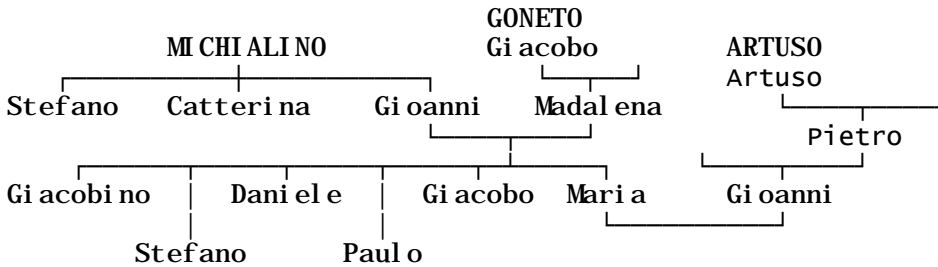 GONETO
MICHIALINO Giacobo ARTUSO
Artuso
Stefano Catterina Gioanni Madalena
Pietro
Giacobino Daniele Giacobo Maria Gioanni
Stefano Paulo